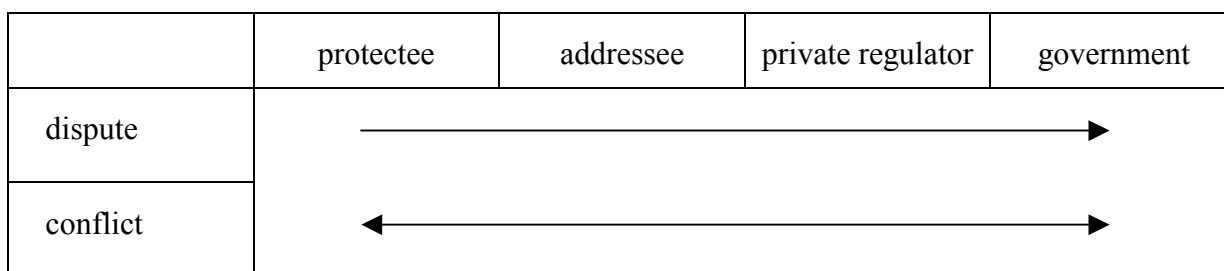 protectee addressee private regulator government
dispute
conflict